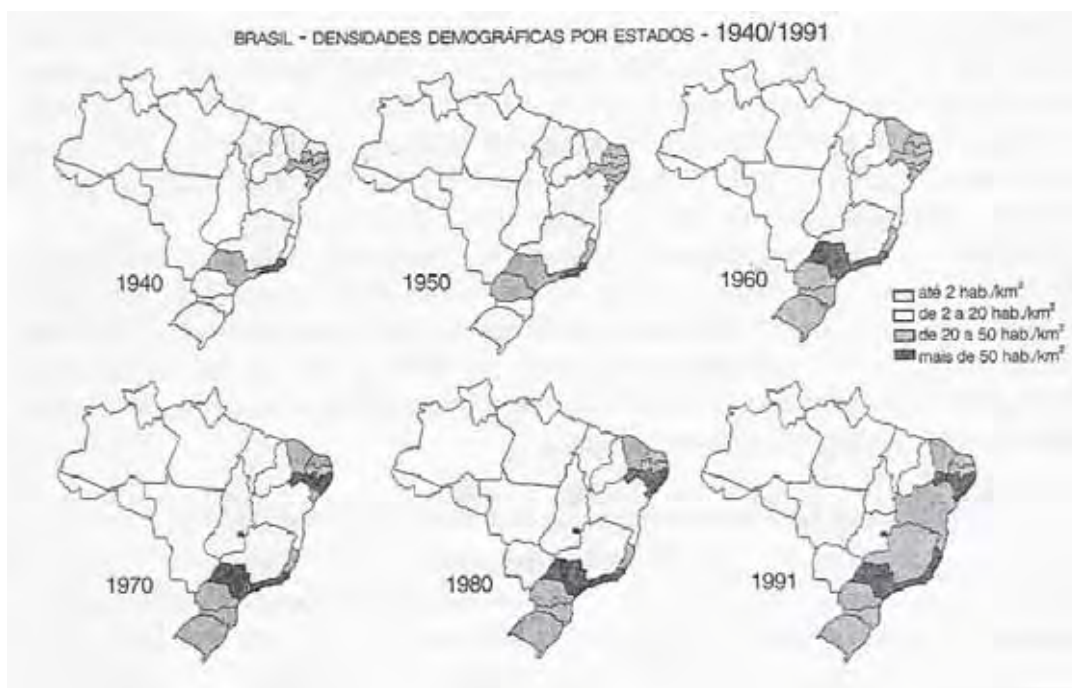 BRASIL - DENSIDADES DEMOGRÁFICAS POR ESTADOS - 1940/1991
1940
1950
1960
até 2 hab./km²
de 2 a 20 hab./km²
de 20 a 50 hab./km²
mais de 50 hab./km²
1970
1980
1991